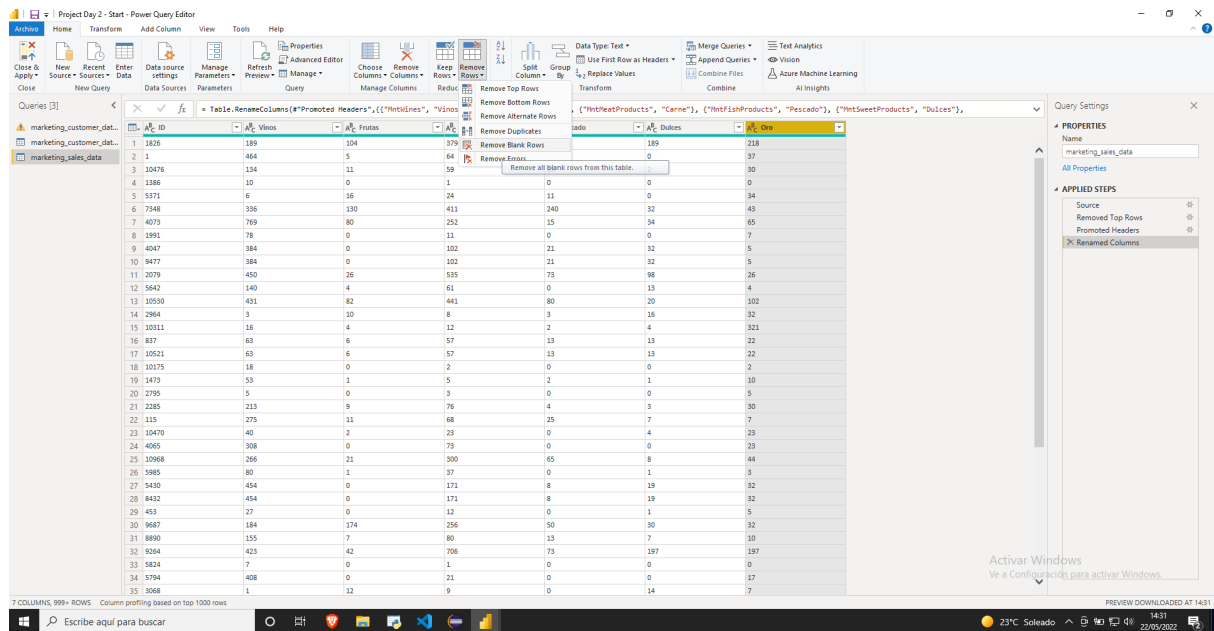 Project Day 2 - Start - Power Query Editor
Archivo Home Transform Add Column View Tools Help
Close & Apply New Source Recent Sources Enter Data Data source settings Manage Parameters Refresh Preview Properties Advanced Editor Manage Choose Columns Remove Columns Keep Rows Remove Rows Split Column Group By Data Type: Text Use First Row as Headers Replace Values Merge Queries Append Queries Combine Files Text Analytics Vision Azure Machine Learning
Close New Query Data Sources Parameters Query Manage Columns Reduc Transform Combine AI Insights
Remove Top Rows
Remove Bottom Rows
Remove Alternate Rows
Remove Duplicates
Remove Blank Rows
Remove Errors
Remove all blank rows from this table.
Queries [3]
marketing_customer_dat...
marketing_customer_dat...
marketing_sales_data
fx = Table.RenameColumns(#"Promoted Headers",{{"MntWines", "Vinos {"MntMeatProducts", "Carne"}, {"MntFishProducts", "Pescado"}, {"MntSweetProducts", "Dulces"},
ABC ID ABC Vinos ABC Frutas ABC cado ABC Dulces ABC Oro
1 1826 189 104 379 189 218
2 1 464 5 64 0 37
3 10476 134 11 59 30
4 1386 10 0 1 0 0 0
5 5371 6 16 24 11 0 34
6 7348 336 130 411 240 32 43
7 4073 769 80 252 15 34 65
8 1991 78 0 11 0 0 7
9 4047 384 0 102 21 32 5
10 9477 384 0 102 21 32 5
11 2079 450 26 535 73 98 26
12 5642 140 4 61 0 13 4
13 10530 431 82 441 80 20 102
14 2964 3 10 8 3 16 32
15 10311 16 4 12 2 4 321
16 837 63 6 57 13 13 22
17 10521 63 6 57 13 13 22
18 10175 18 0 2 0 0 2
19 1473 53 1 5 2 1 10
20 2795 5 0 3 0 0 5
21 2285 213 9 76 4 3 30
22 115 275 11 68 25 7 7
23 10470 40 2 23 0 4 23
24 4065 308 0 73 0 0 23
25 10968 266 21 300 65 8 44
26 5985 80 1 37 0 1 3
27 5430 454 0 171 8 19 32
28 8432 454 0 171 8 19 32
29 453 27 0 12 0 1 5
30 9687 184 174 256 50 30 32
31 8890 155 7 80 13 7 10
32 9264 423 42 706 73 197 197
33 5824 7 0 1 0 0 0
34 5794 408 0 21 0 0 17
35 3068 1 12 9 0 14 7
Query Settings
PROPERTIES
Name
marketing_sales_data
All Properties
APPLIED STEPS
Source
Removed Top Rows
Promoted Headers
Renamed Columns
Activar Windows
Ve a Configuración para activar Windows.
7 COLUMNS, 999+ ROWS Column profiling based on top 1000 rows PREVIEW DOWNLOADED AT 14:31
Escribe aquí para buscar 23°C Soleado 14:31
22/05/2022